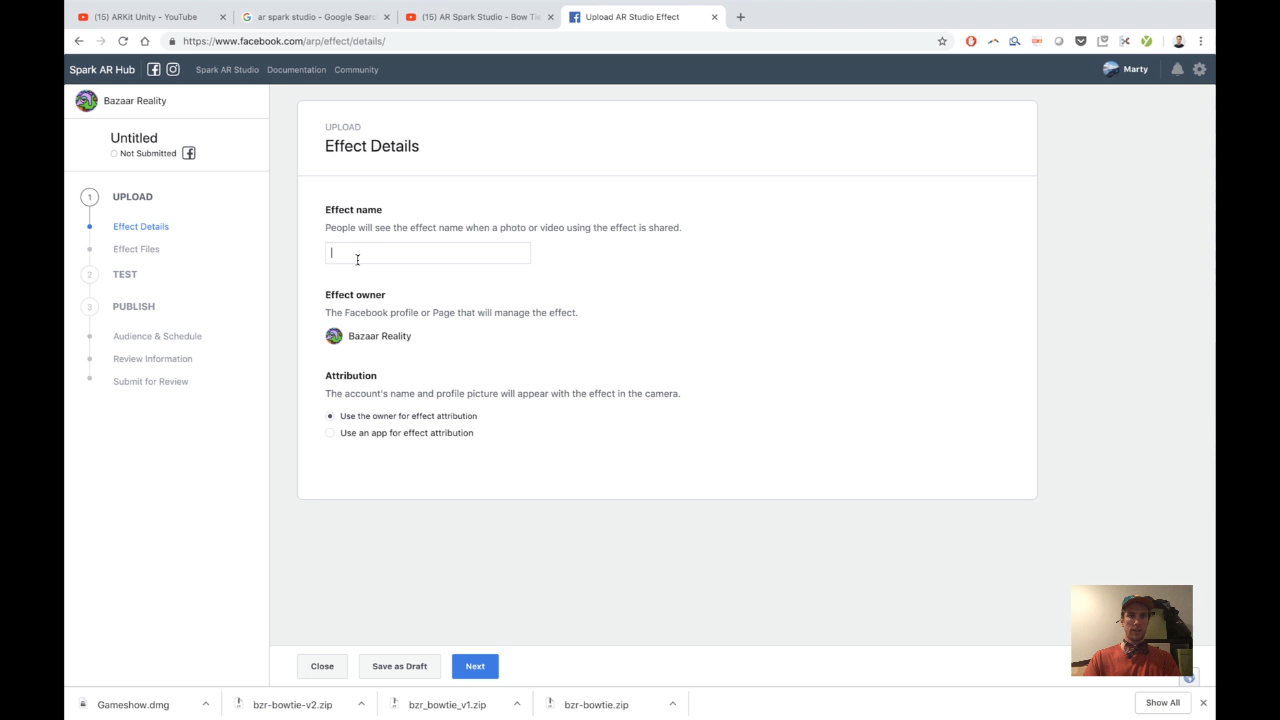 (15) ARKit Unity - YouTube
ar spark studio - Google Searc
(15) AR Spark Studio - Bow Tie
Upload AR Studio Effect
https://www.facebook.com/arp/effect/details/
Spark AR Hub
Spark AR Studio
Documentation
Community
Marty
Bazaar Reality
Untitled
Not Submitted
1
UPLOAD
Effect Details
Effect Files
2
TEST
3
PUBLISH
Audience & Schedule
Review Information
Submit for Review
UPLOAD
Effect Details
Effect name
People will see the effect name when a photo or video using the effect is shared.
Effect owner
The Facebook profile or Page that will manage the effect.
Bazaar Reality
Attribution
The account's name and profile picture will appear with the effect in the camera.
Use the owner for effect attribution
Use an app for effect attribution
Close
Save as Draft
Next
Gameshow.dmg
bzr-bowtie-v2.zip
bzr_bowtie_v1.zip
bzr-bowtie.zip
Show All